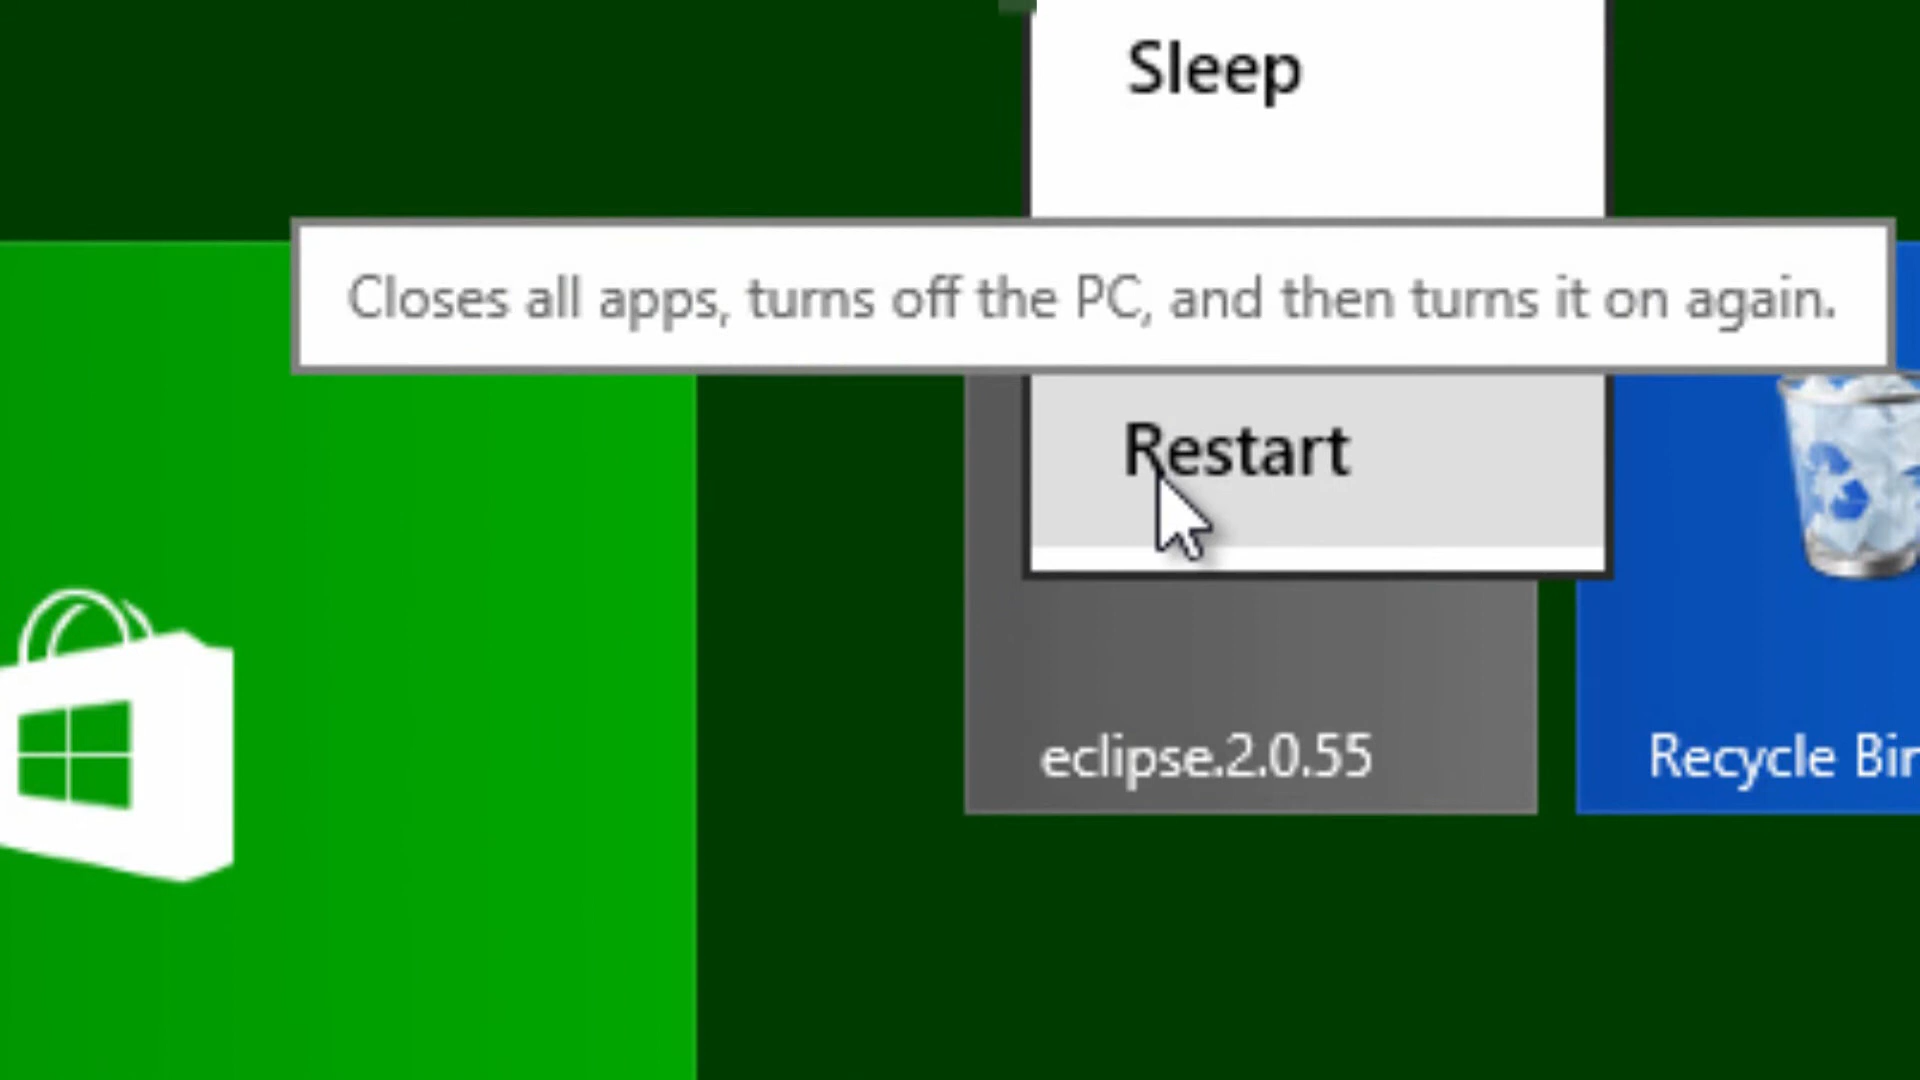 Sleep
Closes all apps, turns off the PC, and then turns it on again.
Restart
eclipse.2.0.55
Recycle Bin